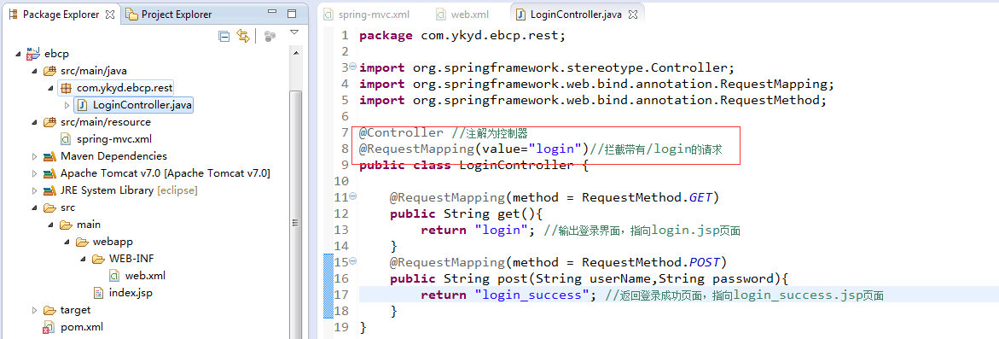 Package Explorer
Project Explorer
ebcp
src/main/java
com.ykyd.ebcp.rest
LoginController.java
src/main/resource
spring-mvc.xml
Maven Dependencies
Apache Tomcat v7.0 [Apache Tomcat v7.0]
JRE System Library [eclipse]
src
main
webapp
WEB-INF
web.xml
index.jsp
target
pom.xml
spring-mvc.xml
web.xml
LoginController.java
1 package com.ykyd.ebcp.rest;
2
3 import org.springframework.stereotype.Controller;
4 import org.springframework.web.bind.annotation.RequestMapping;
5 import org.springframework.web.bind.annotation.RequestMethod;
6
7 @Controller //注解为控制器
8 @RequestMapping(value="login")//拦截带有/login的请求
9 public class LoginController {
10
11 @RequestMapping(method = RequestMethod.GET)
12 public String get(){
13 return "login"; //输出登录界面，指向login.jsp页面
14 }
15 @RequestMapping(method = RequestMethod.POST)
16 public String post(String userName,String password){
17 return "login_success"; //返回登录成功页面，指向login_success.jsp页面
18 }
19 }